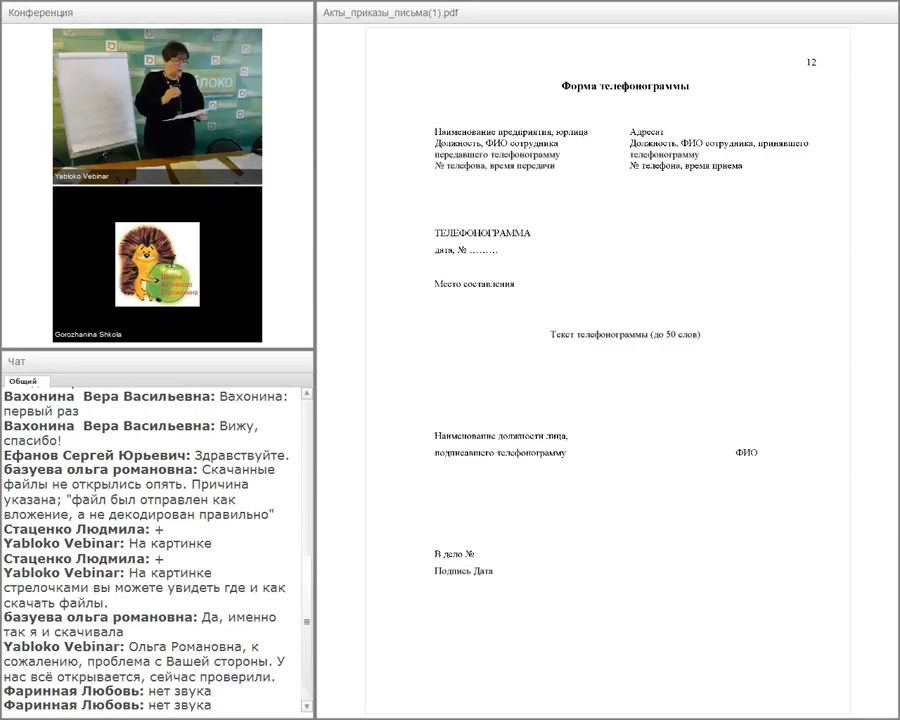 Конференция
Яблоко
блоко
Yabloko Vebinar
Школа
Активного
Горожанина
Gorozhanina Shkola
Чат
Общий
Вахонина Вера Васильевна: Вахонина:
первый раз
Вахонина Вера Васильевна: Вижу,
спасибо!
Ефанов Сергей Юрьевич: Здравствуйте.
базуева ольга романовна: Скачанные
файлы не открылись опять. Причина
указана; "файл был отправлен как
вложение, а не декодирован правильно"
Стаценко Людмила: +
Yabloko Vebinar: На картинке
Стаценко Людмила: +
Yabloko Vebinar: На картинке
стрелочками вы можете увидеть где и как
скачать файлы.
базуева ольга романовна: Да, именно
так я и скачивала
Yabloko Vebinar: Ольга Романовна, к
сожалению, проблема с Вашей стороны. У
нас всё открывается, сейчас проверили.
Фаринная Любовь: нет звука
Фаринная Любовь: нет звука
Акты_приказы_письма(1).pdf
12
Форма телефонограммы
Наименование предприятия, юрлица
Должность, ФИО сотрудника
передавшего телефонограмму
№ телефона, время передачи
Адресат
Должность, ФИО сотрудника, принявшего
телефонограмму
№ телефона, время приема
ТЕЛЕФОНОГРАММА
дата, № ………
Место составления
Текст телефонограммы (до 50 слов)
Наименование должности лица,
подписавшего телефонограмму ФИО
В дело №
Подпись Дата